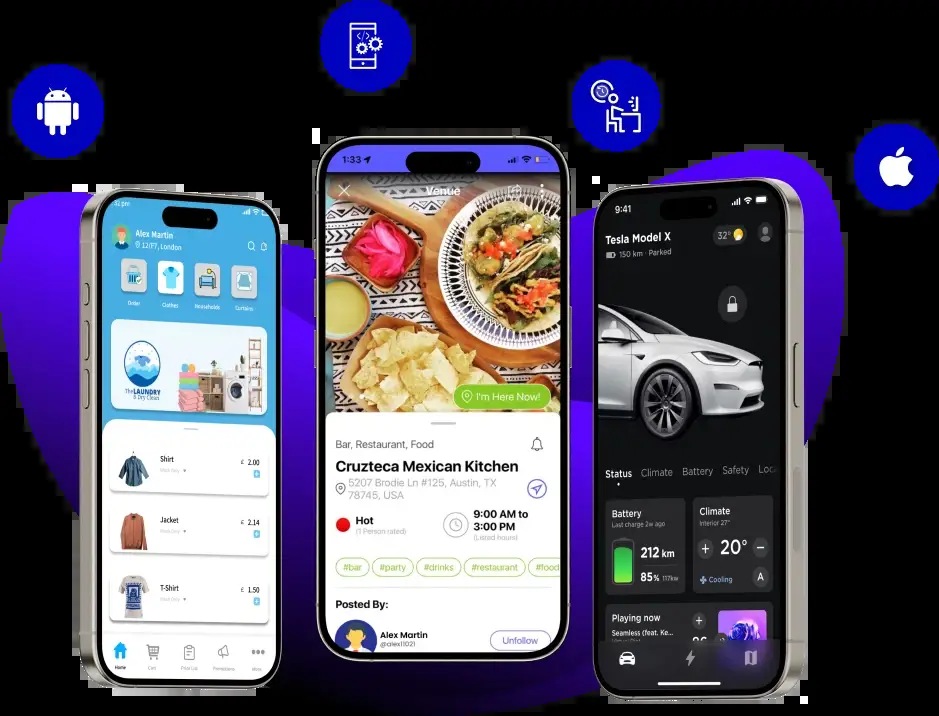 12 pm
Alex Martin
12/F7, London
Order
Clothes
Households
Curtains
The LAUNDRY
& Dry Clean
Shirt
£ 2.00
Jacket
£ 2.14
T-Shirt
£ 1.50
Home
Cart
Price List
Promotions
More
1:33
Venue
I'm Here Now!
Bar, Restaurant, Food
Cruzteca Mexican Kitchen
5207 Brodie Ln #125, Austin, TX
78745, USA
Hot
(1 Person rated)
9:00 AM to
3:00 PM
(Listed hours)
#bar
#party
#drinks
#restaurant
#food
Posted By:
Alex Martin
@alex11021
Unfollow
9:41
Tesla Model X
150 km · Parked
32°
Status
Climate
Battery
Safety
Loc
Battery
Last charge 2w ago
212 km
85%
117kw
Climate
Interior 27°
+ 20° −
Cooling
A
Playing now
Seamless (feat. Ke...
+